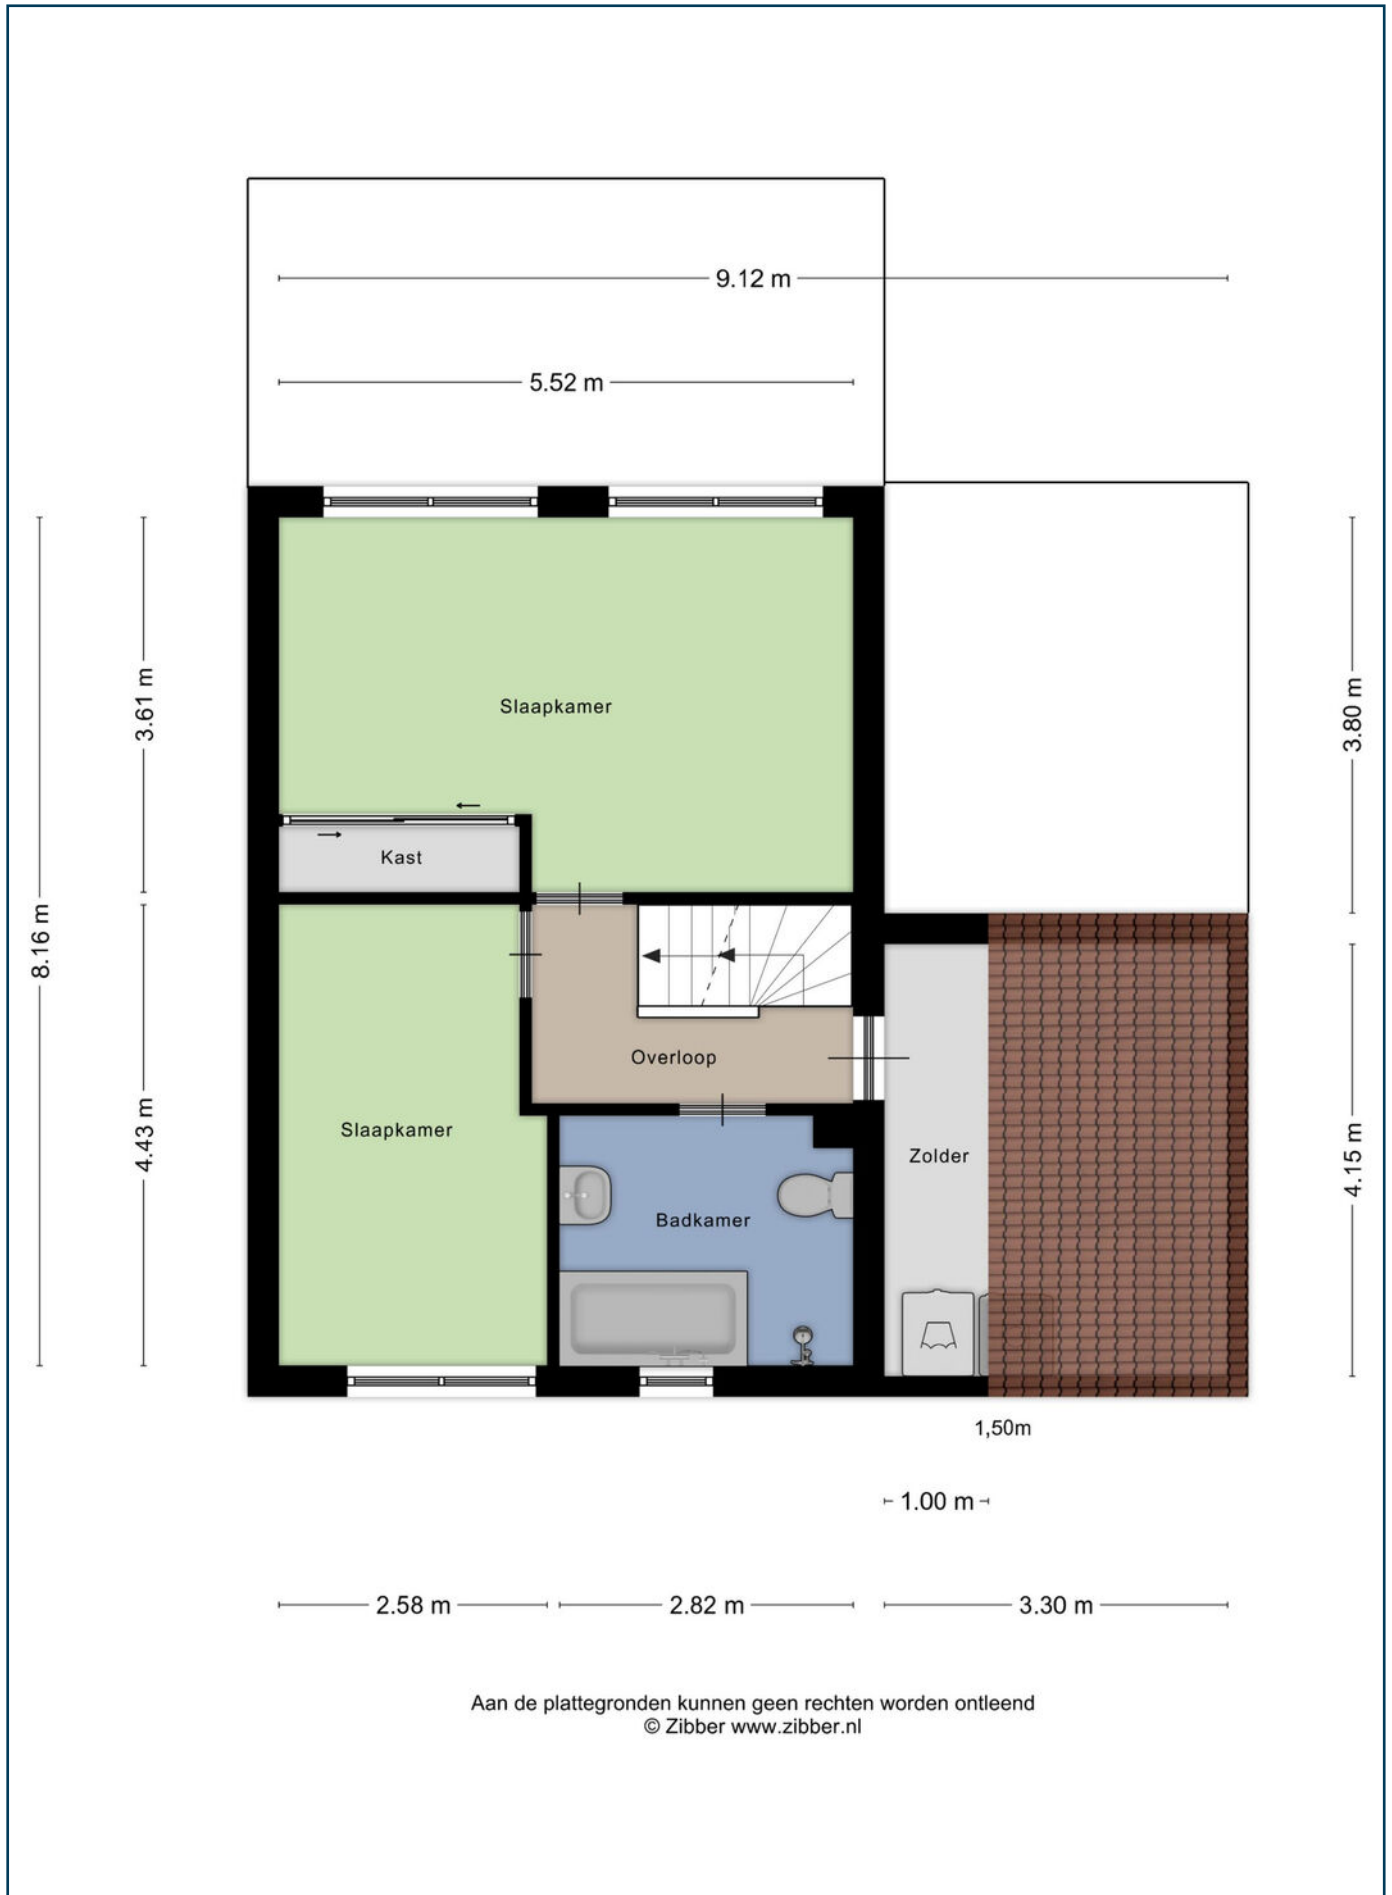 9.12 m
5.52 m
3.61 m
3.80 m
Slaapkamer
Kast
8.16 m
Overloop
4.43 m
Slaapkamer
4.15 m
Zolder
Badkamer
1,50m
1.00 m
2.58 m
2.82 m
3.30 m
Aan de plattegronden kunnen geen rechten worden ontleend
© Zibber www.zibber.nl